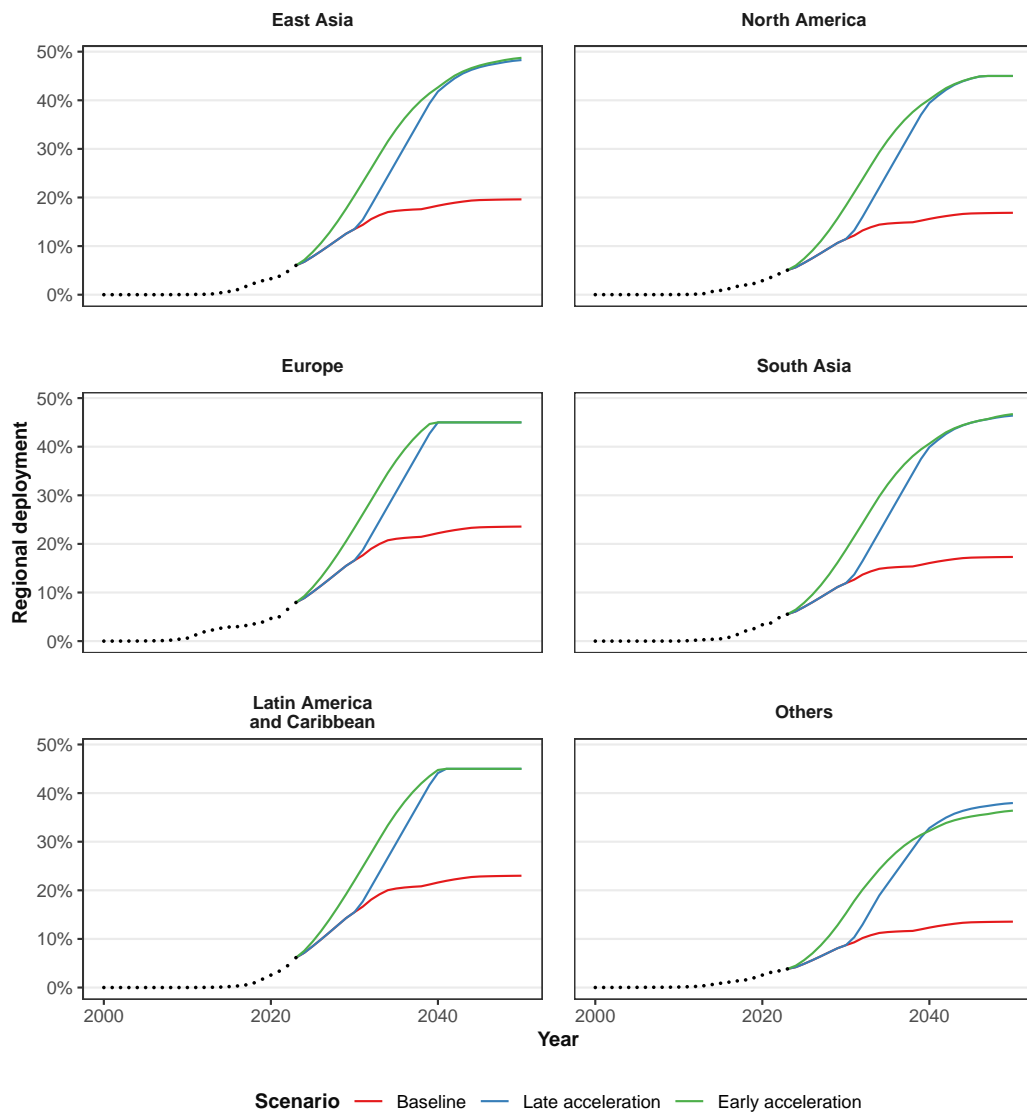 East Asia
North America
50%
40%
30%
20%
10%
0%
Europe
South Asia
Regional deployment
50%
40%
30%
20%
10%
0%
Latin America
and Caribbean
Others
50%
40%
30%
20%
10%
0%
2000 2020 2040 2000 2020 2040
Year
Scenario Baseline Late acceleration Early acceleration